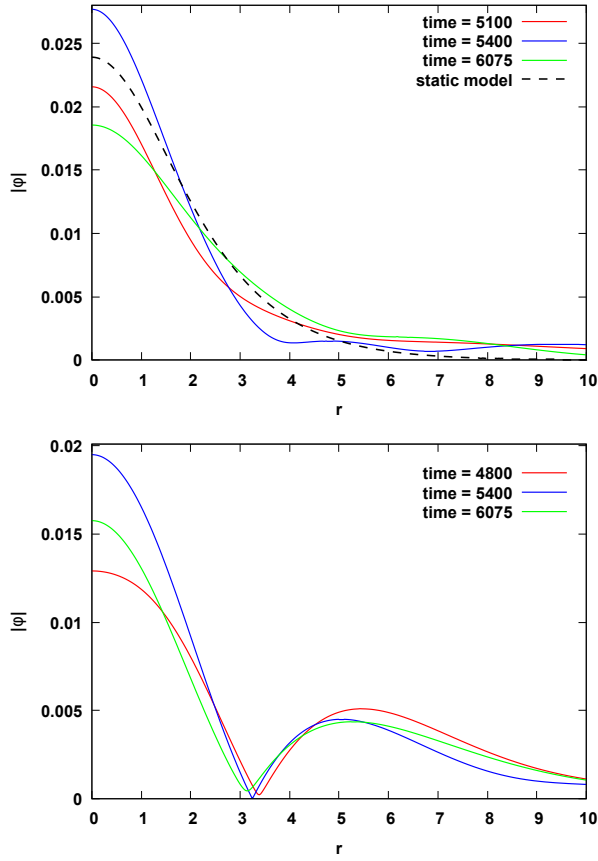 time = 5100
time = 5400
time = 6075
static model
0.025
0.02
0.015
0.01
0.005
0
|φ|
0 1 2 3 4 5 6 7 8 9 10
r
time = 4800
time = 5400
time = 6075
0.02
0.015
0.01
0.005
0
|φ|
0 1 2 3 4 5 6 7 8 9 10
r